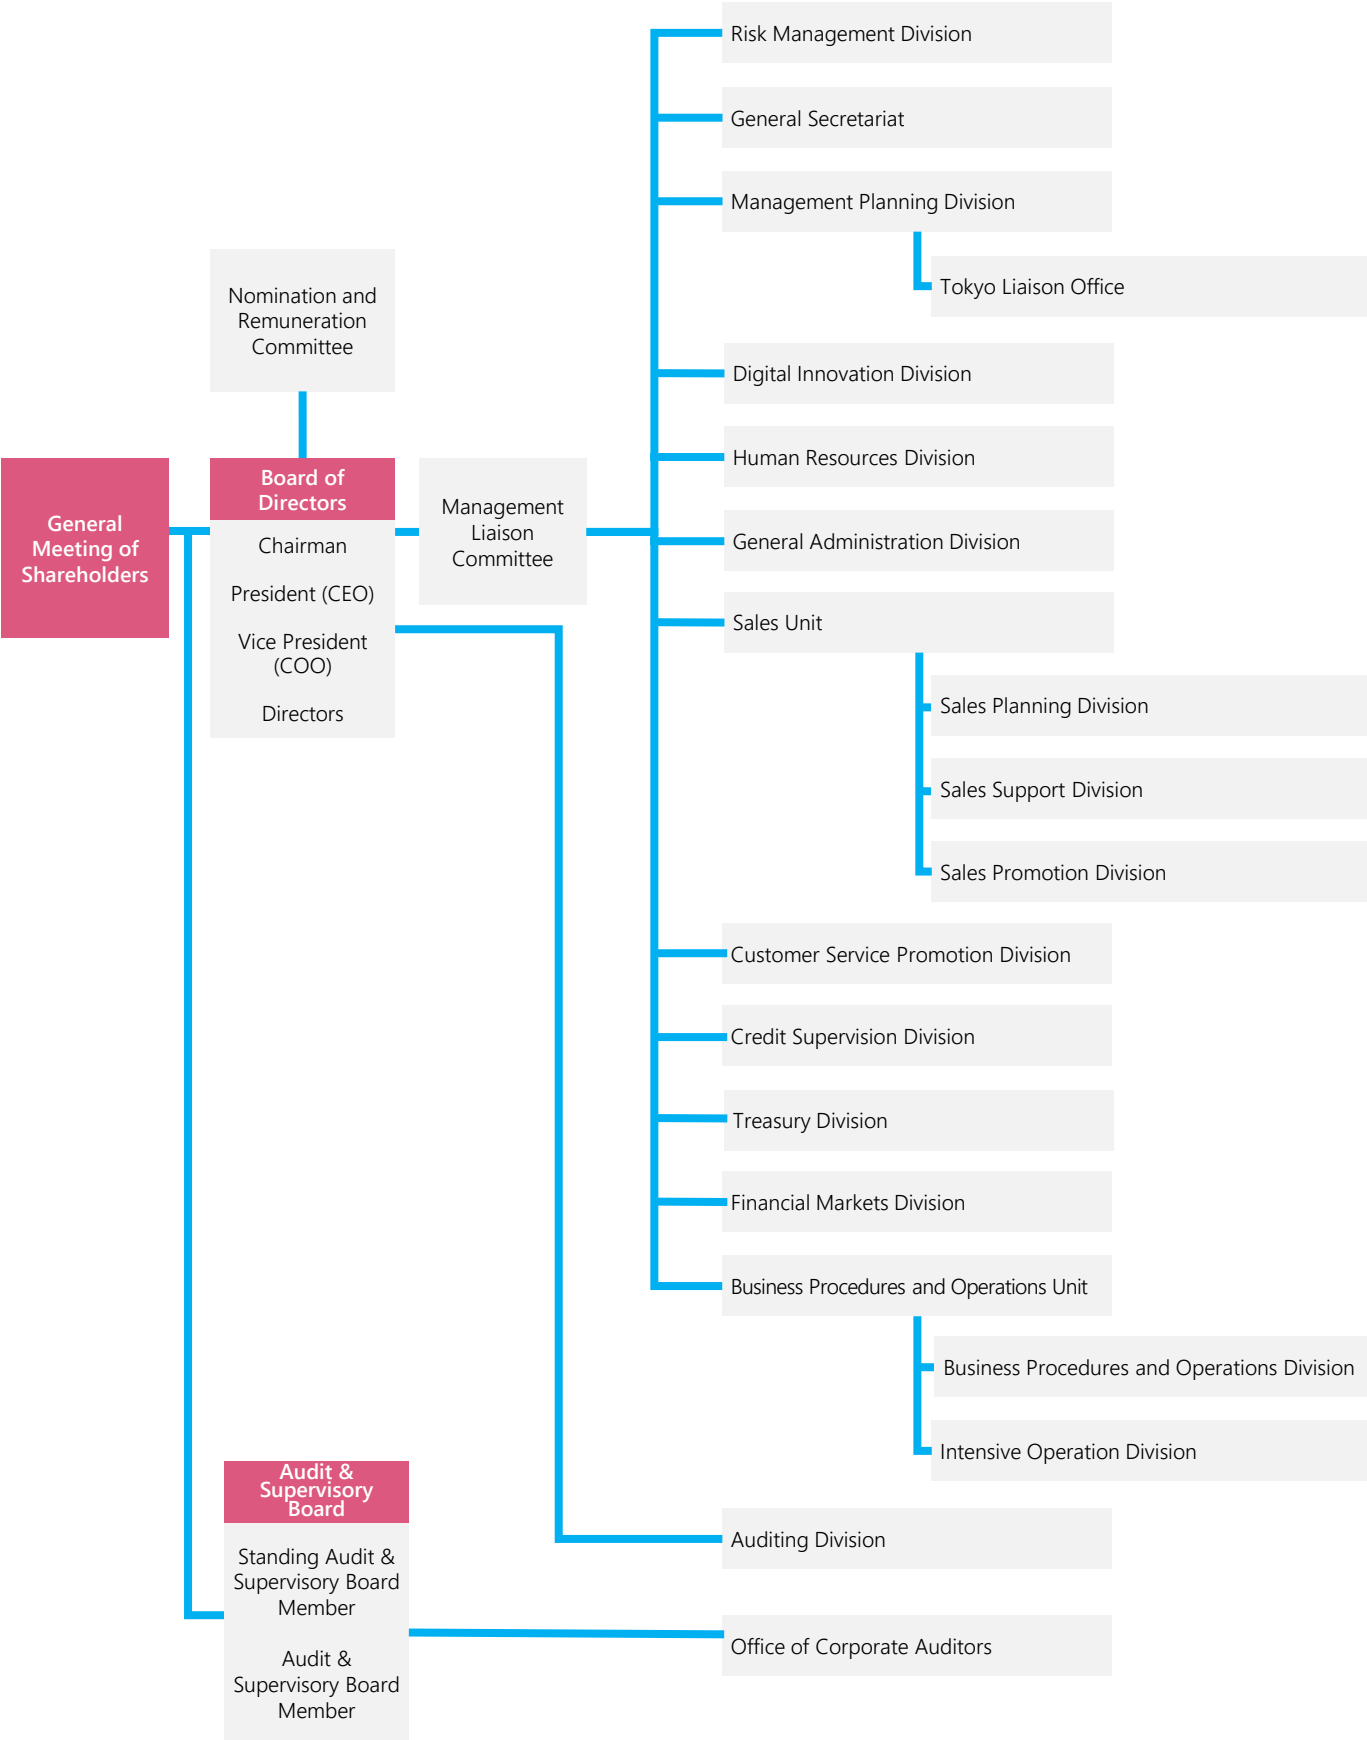 General
Meeting of
Shareholders
Nomination and
Remuneration
Committee
Board of
Directors
Chairman
President (CEO)
Vice President
(COO)
Directors
Management
Liaison
Committee
Risk Management Division
General Secretariat
Management Planning Division
Tokyo Liaison Office
Digital Innovation Division
Human Resources Division
General Administration Division
Sales Unit
Sales Planning Division
Sales Support Division
Sales Promotion Division
Customer Service Promotion Division
Credit Supervision Division
Treasury Division
Financial Markets Division
Business Procedures and Operations Unit
Business Procedures and Operations Division
Intensive Operation Division
Auditing Division
Audit &
Supervisory
Board
Standing Audit &
Supervisory Board
Member
Audit &
Supervisory Board
Member
Office of Corporate Auditors